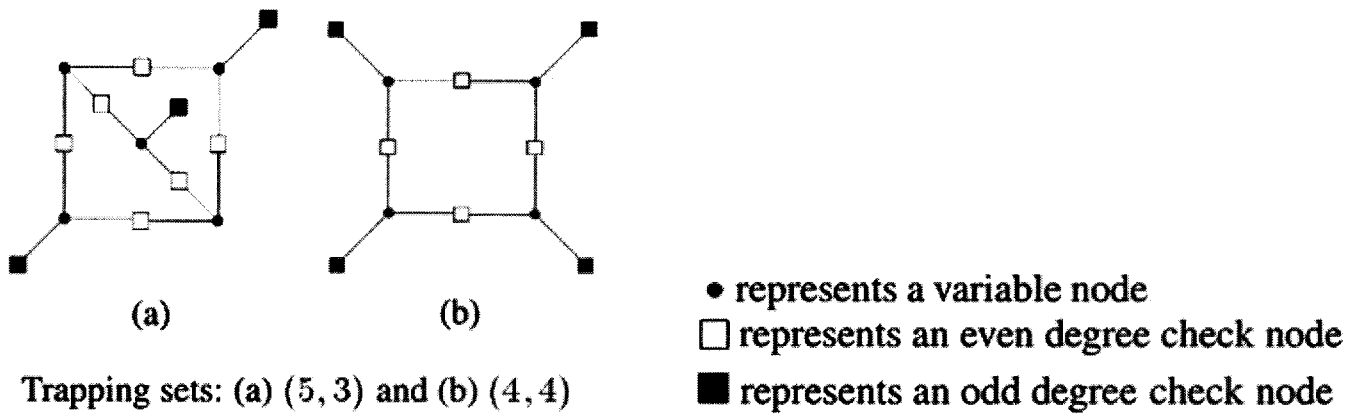 (a)
(b)
Trapping sets: (a) (5, 3) and (b) (4, 4)
● represents a variable node
□ represents an even degree check node
■ represents an odd degree check node